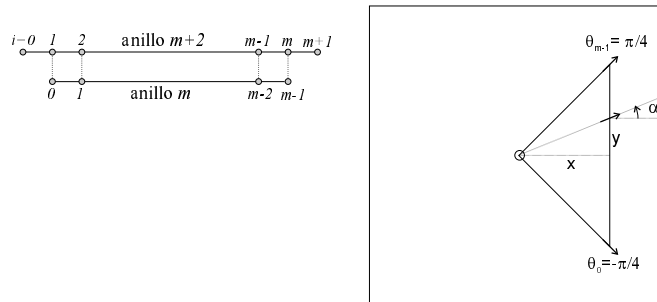 i=0 1 2 anillo m+2 m-1 m m+1
0 1 anillo m m-2 m-1
θm-1= π/4
α
y
x
θ0=-π/4